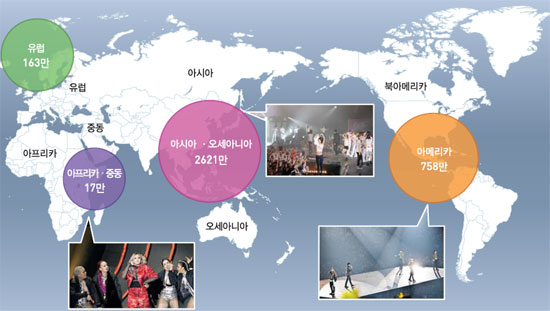 유럽
163만
유럽
아시아
북아메리카
중동
아프리카
아시아 · 오세아니아
2621만
아메리카
758만
아프리카·중동
17만
오세아니아